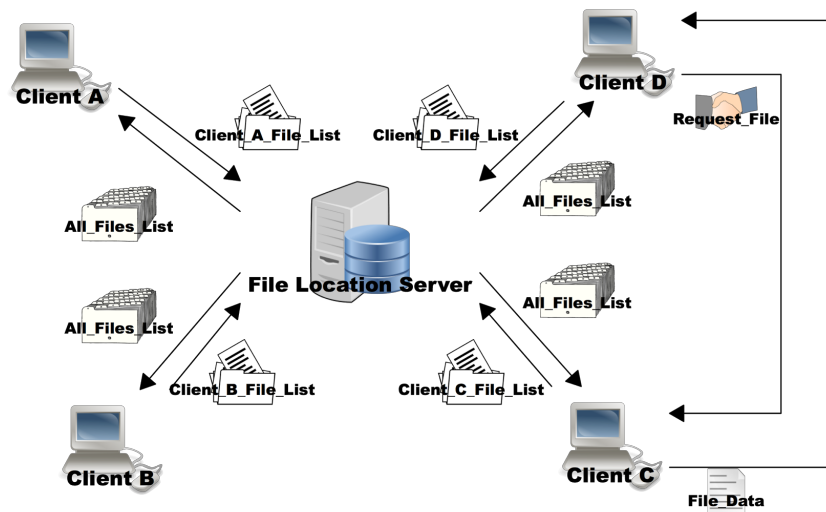 Client A
Client D
Client_A_File_List
Client_D_File_List
Request_File
All_Files_List
All_Files_List
File Location Server
All_Files_List
All_Files_List
Client_B_File_List
Client_C_File_List
Client B
Client C
File_Data